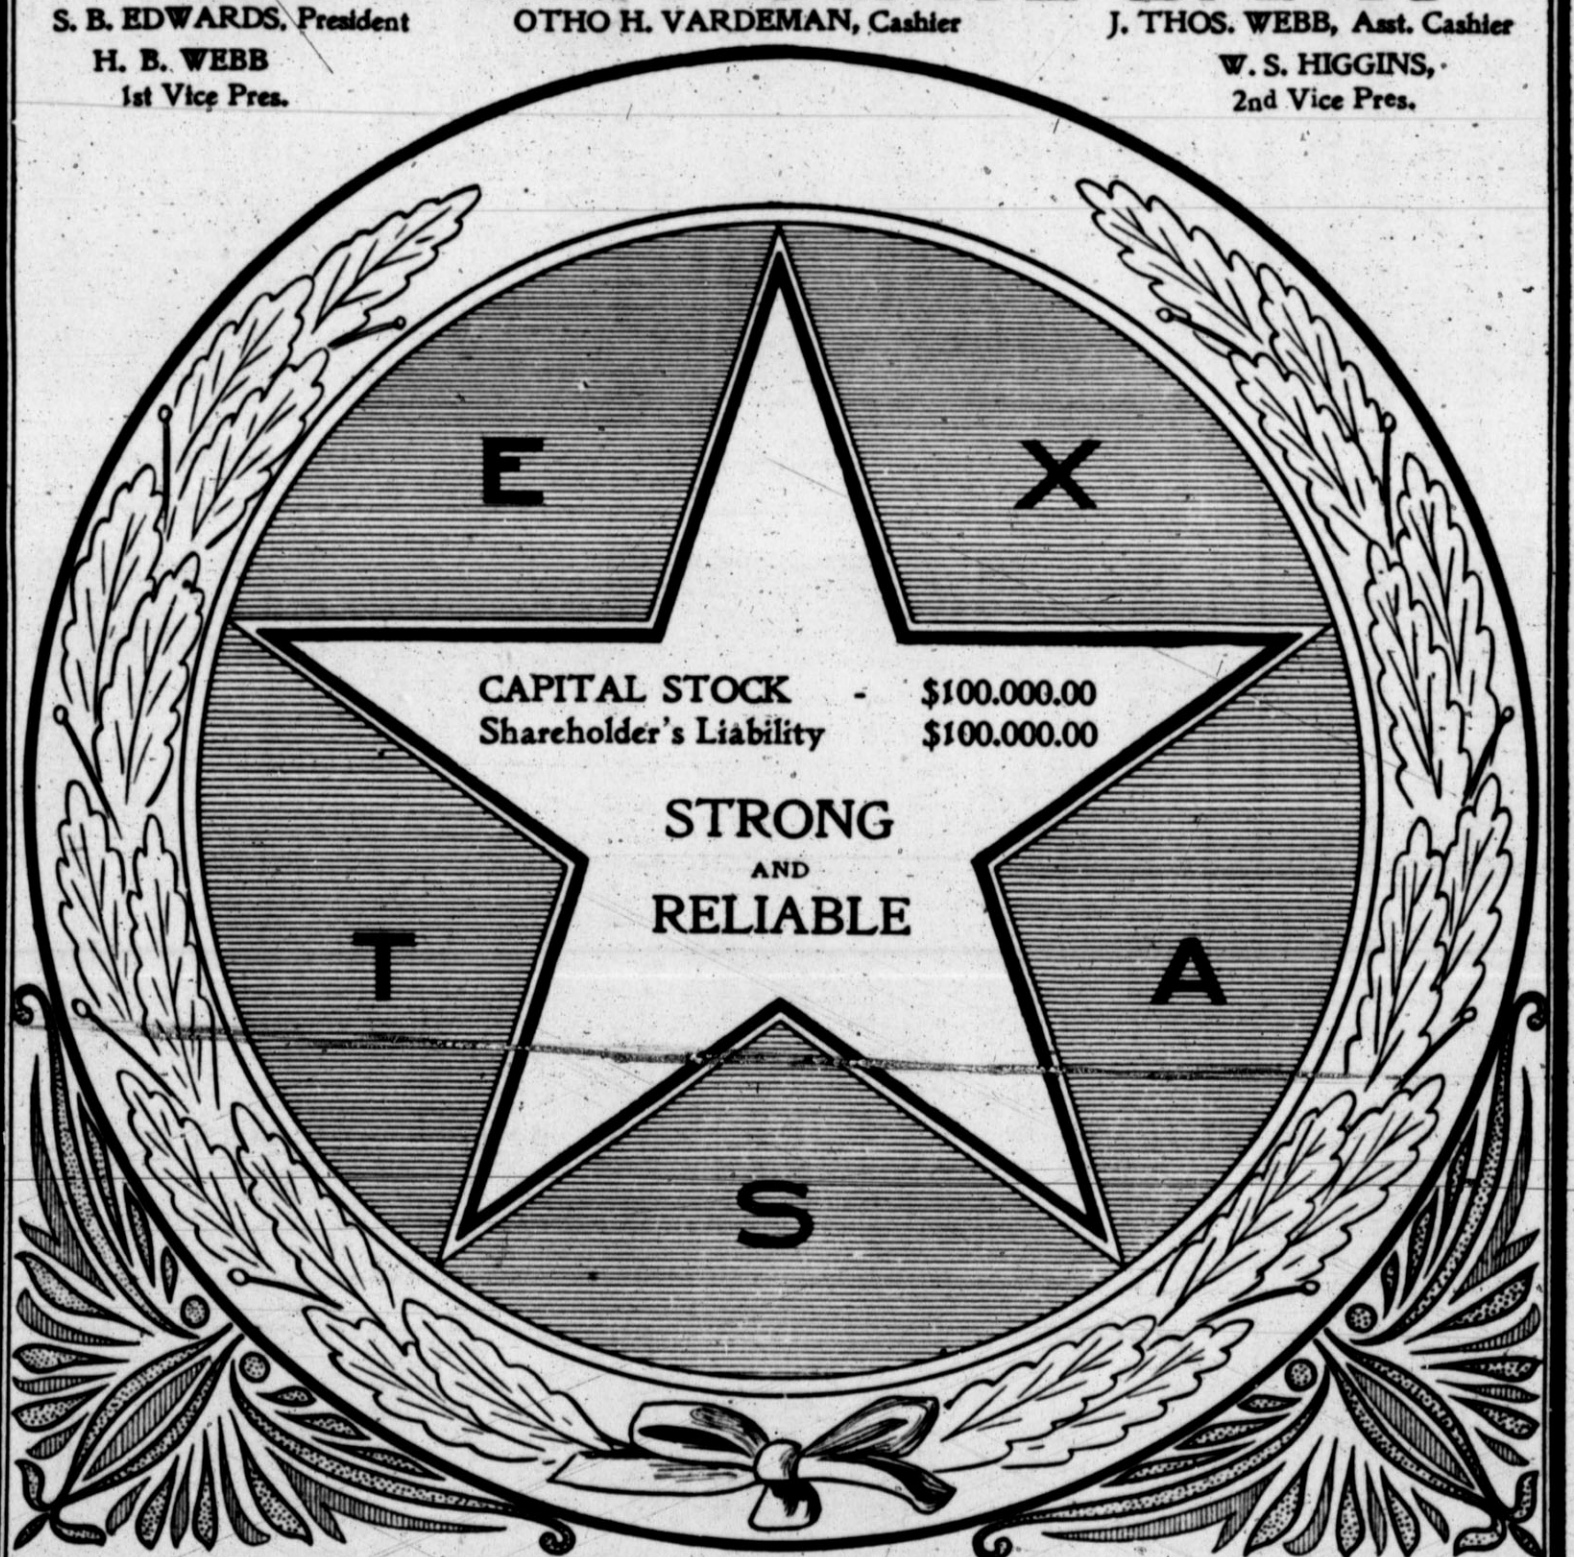 S. B. EDWARDS, President
H. B. WEBB
1st Vice Pres.
OTHO H. VARDEMAN, Cashier
J. THOS. WEBB, Asst. Cashier
W. S. HIGGINS,
2nd Vice Pres.
T E X A S
CAPITAL STOCK - $100.000.00
Shareholder's Liability $100.000.00
STRONG
AND
RELIABLE